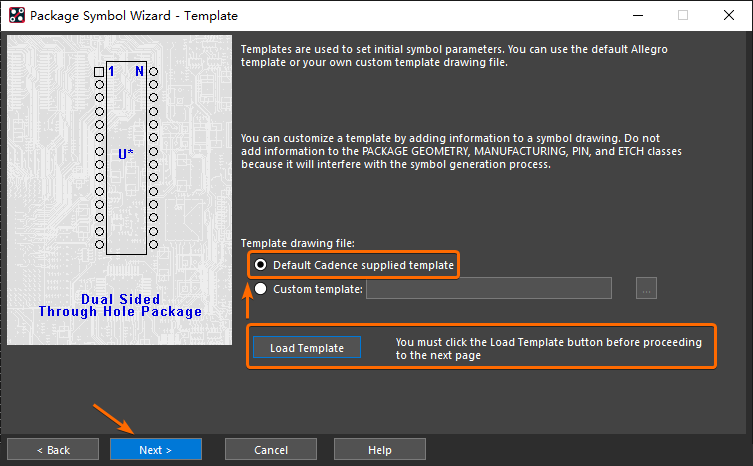 Package Symbol Wizard - Template
Templates are used to set initial symbol parameters. You can use the default Allegro
template or your own custom template drawing file.
1 N
U*
Dual Sided
Through Hole Package
You can customize a template by adding information to a symbol drawing. Do not
add information to the PACKAGE GEOMETRY, MANUFACTURING, PIN, and ETCH classes
because it will interfere with the symbol generation process.
Template drawing file:
Default Cadence supplied template
Custom template:
...
Load Template
You must click the Load Template button before proceeding
to the next page
< Back
Next >
Cancel
Help